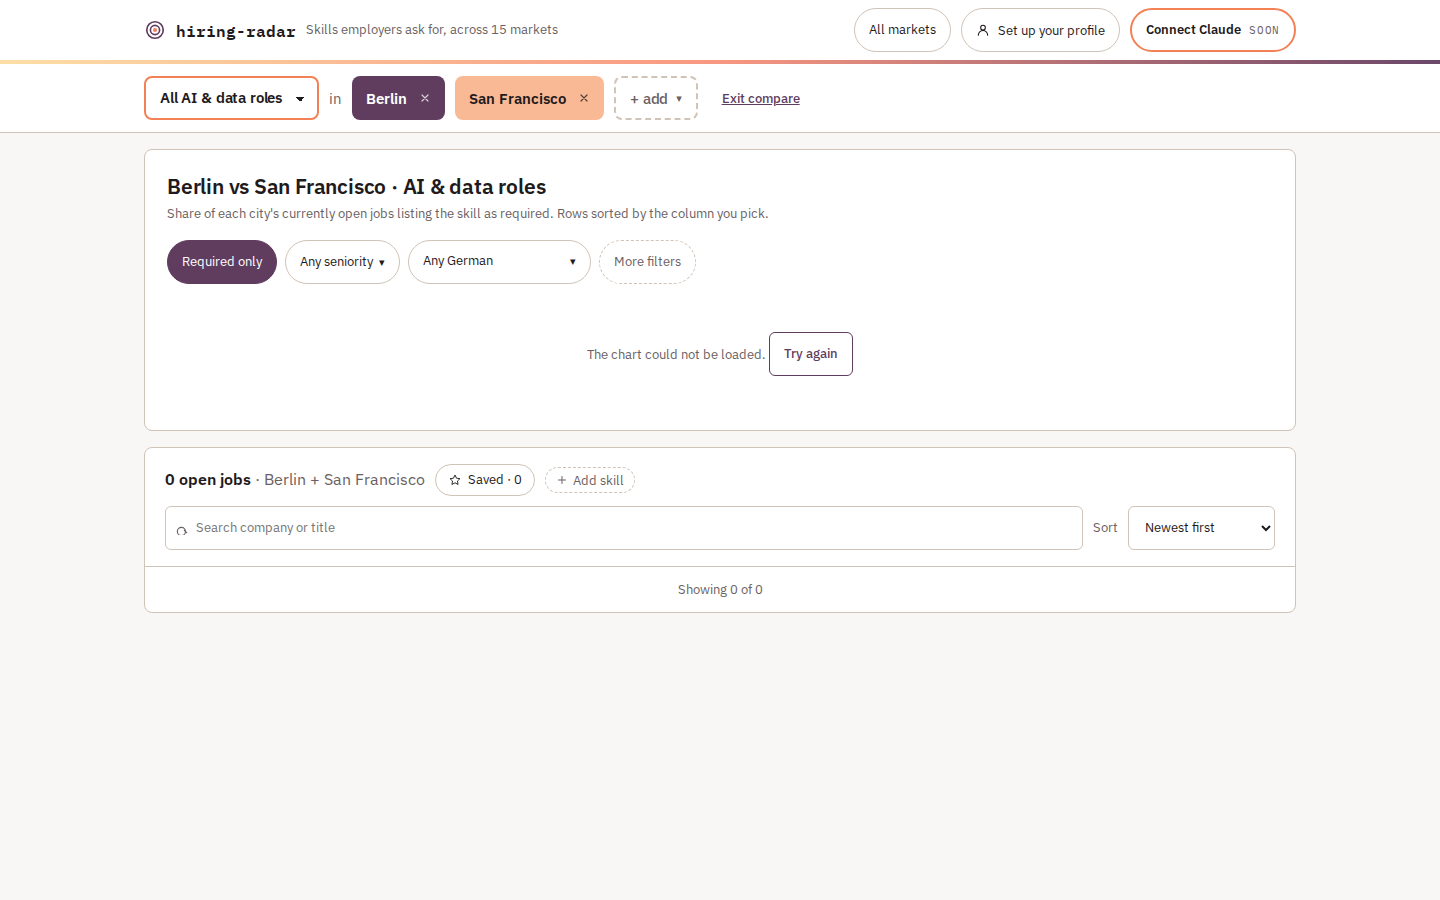 hiring-radar Skills employers ask for, across 15 markets All markets Set up your profile Connect Claude SOON
All AI & data roles in Berlin × San Francisco × + add Exit compare
Berlin vs San Francisco · AI & data roles
Share of each city's currently open jobs listing the skill as required. Rows sorted by the column you pick.
Required only Any seniority Any German More filters
The chart could not be loaded. Try again
0 open jobs · Berlin + San Francisco Saved · 0 + Add skill
Search company or title Sort Newest first
Showing 0 of 0